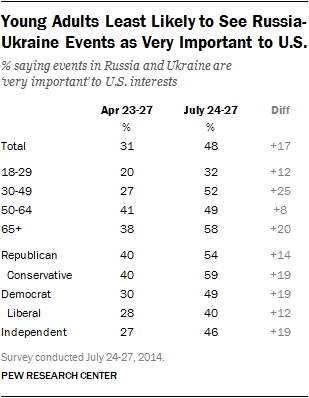 Young Adults Least Likely to See Russia-
Ukraine Events as Very Important to U.S.
% saying events in Russia and Ukraine are
'very important' to U.S. interests
Apr 23-27 July 24-27 Diff
% %
Total 31 48 +17
18-29 20 32 +12
30-49 27 52 +25
50-64 41 49 +8
65+ 38 58 +20
Republican 40 54 +14
Conservative 40 59 +19
Democrat 30 49 +19
Liberal 28 40 +12
Independent 27 46 +19
Survey conducted July 24-27, 2014.
PEW RESEARCH CENTER